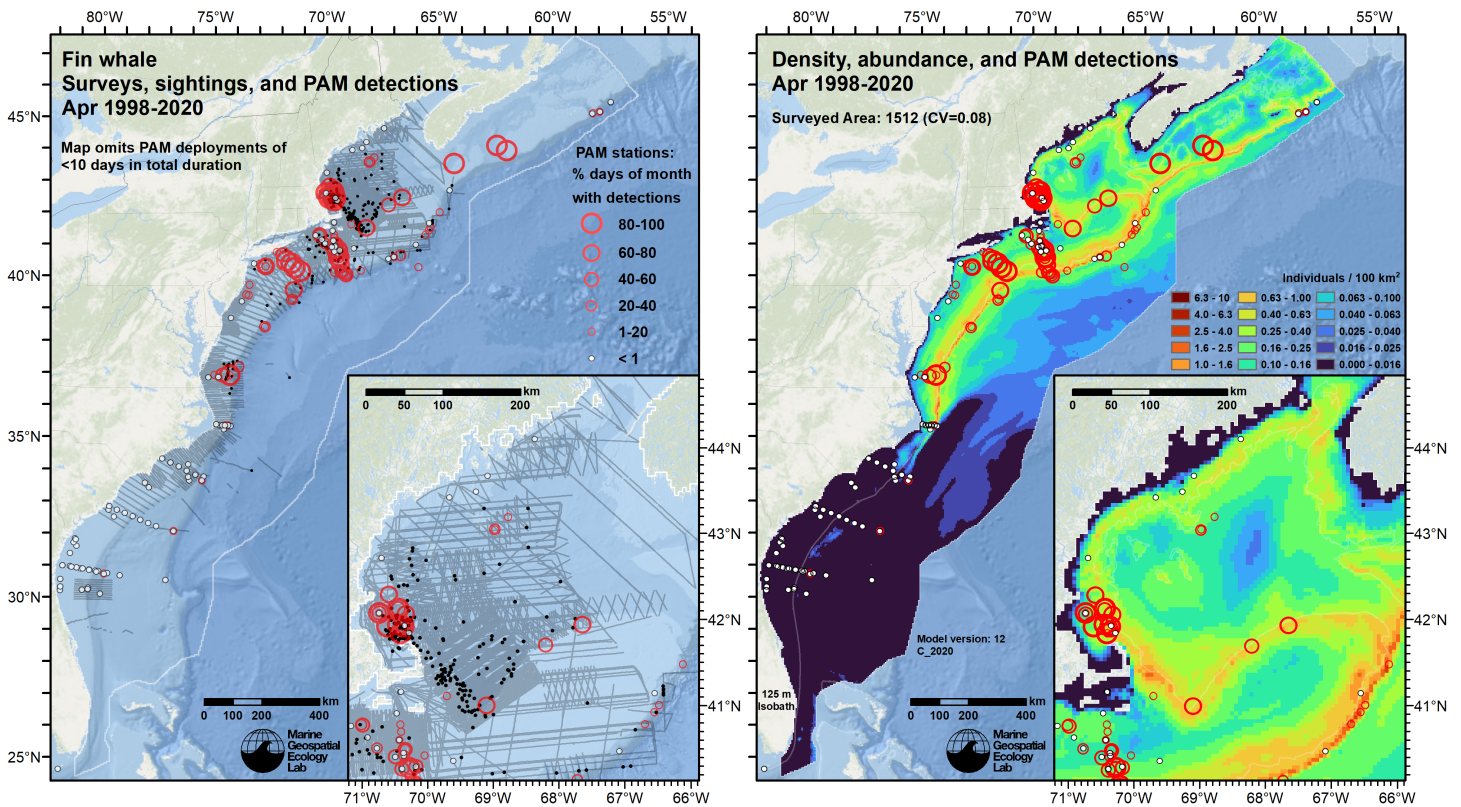 80°W 75°W 70°W 65°W 60°W 55°W
Fin whale
Surveys, sightings, and PAM detections
Apr 1998-2020
Map omits PAM deployments of
<10 days in total duration
PAM stations:
% days of month
with detections
80-100
60-80
40-60
20-40
1-20
< 1
45°N
40°N
35°N
30°N
25°N
km
0 50 100 200
km
0 100 200 400
Marine
Geospatial
Ecology
Lab
44°N
43°N
42°N
41°N
71°W 70°W 69°W 68°W 67°W 66°W
80°W 75°W 70°W 65°W 60°W 55°W
Density, abundance, and PAM detections
Apr 1998-2020
Surveyed Area: 1512 (CV=0.08)
Individuals / 100 km2
6.3 - 10 0.63 - 1.00 0.063 - 0.100
4.0 - 6.3 0.40 - 0.63 0.040 - 0.063
2.5 - 4.0 0.25 - 0.40 0.025 - 0.040
1.6 - 2.5 0.16 - 0.25 0.016 - 0.025
1.0 - 1.6 0.10 - 0.16 0.000 - 0.016
45°N
40°N
35°N
30°N
25°N
km
0 50 100 200
Model version: 12
C_2020
125 m
Isobath
km
0 100 200 400
Marine
Geospatial
Ecology
Lab
44°N
43°N
42°N
41°N
71°W 70°W 69°W 68°W 67°W 66°W